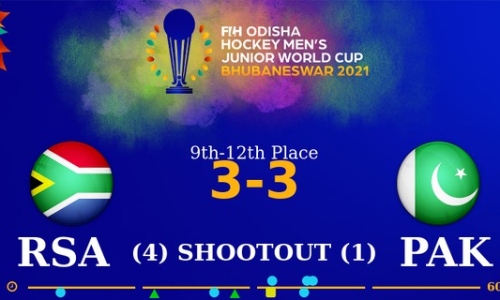 FIH ODISHA
HOCKEY MEN'S
JUNIOR WORLD CUP
BHUBANESWAR 2021
9th-12th Place
3-3
RSA (4) SHOOTOUT (1) PAK
60